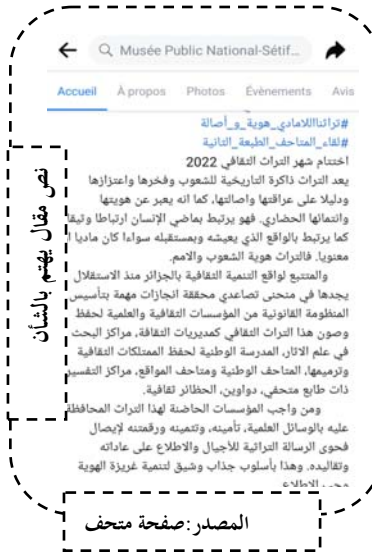 Musée Public National-Sétif...
Accueil À propos Photos Évènements Avis
#تراثنااللامادي_هوية_و_أصالة
#لقاء_المتاحف_الطبعة_الثانية
اختتام شهر التراث الثقافي 2022
يعد التراث ذاكرة التاريخية للشعوب وفخرها واعتزازها
ودليلا على عراقتها واصالتها، كما انه يعبر عن هويتها
وانتمائها الحضاري. فهو يرتبط بماضي الإنسان ارتباطا وثيقا
كما يرتبط بالواقع الذي يعيشه وبمستقبله سواءا كان ماديا ا
معنويا. فالتراث هوية الشعوب والامم.
والمتتبع لواقع التنمية الثقافية بالجزائر منذ الاستقلال
يجدها في منحنى تصاعدي محققة انجازات مهمة بتأسيس
المنظومة القانونية من المؤسسات الثقافية والعلمية لحفظ
وصون هذا التراث الثقافي كمديريات الثقافة، مراكز البحث
في علم الاثار، المدرسة الوطنية لحفظ الممتلكات الثقافية
وترميمها، المتاحف الوطنية ومتاحف المواقع، مراكز التفسير
ذات طابع متحفي، دواوين، الحظائر ثقافية.
ومن واجب المؤسسات الحاضنة لهذا التراث المحافظة
عليه بالوسائل العلمية، تأمينه، وتثمينه ورقمنته لإيصال
فحوى الرسالة التراثية للأجيال والاطلاع على عاداته
وتقاليده. وهذا بأسلوب جذاب وشيق لتنمية غريزة الهوية
وحب الاطلاع
نص مقال يهتم بالشأن
المصدر:صفحة متحف